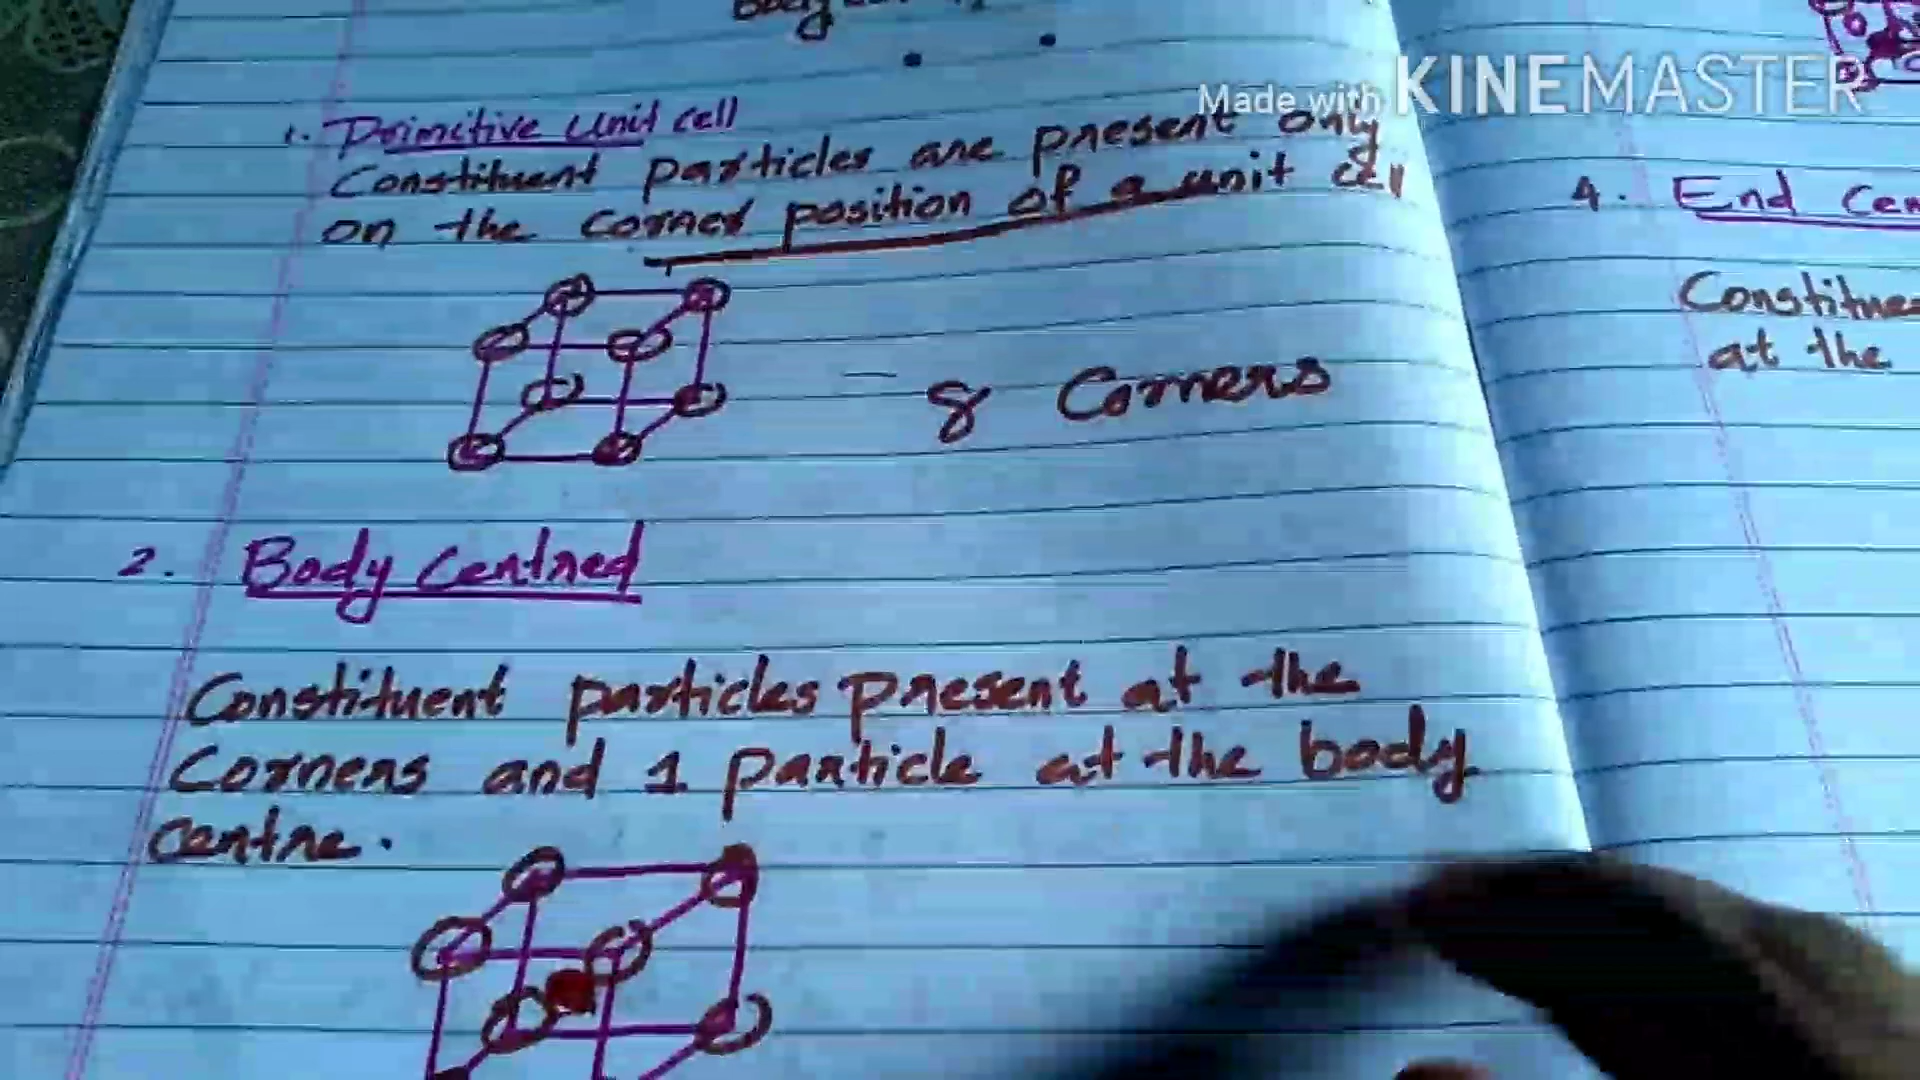 Made with KINEMASTER
1. Primitive unit cell
Constituent particles are present only
on the corner position of a unit cell
8 Corners
2. Body Centred
Constituent particles present at the
Corners and 1 particle at the body
centre.
4. End
at the